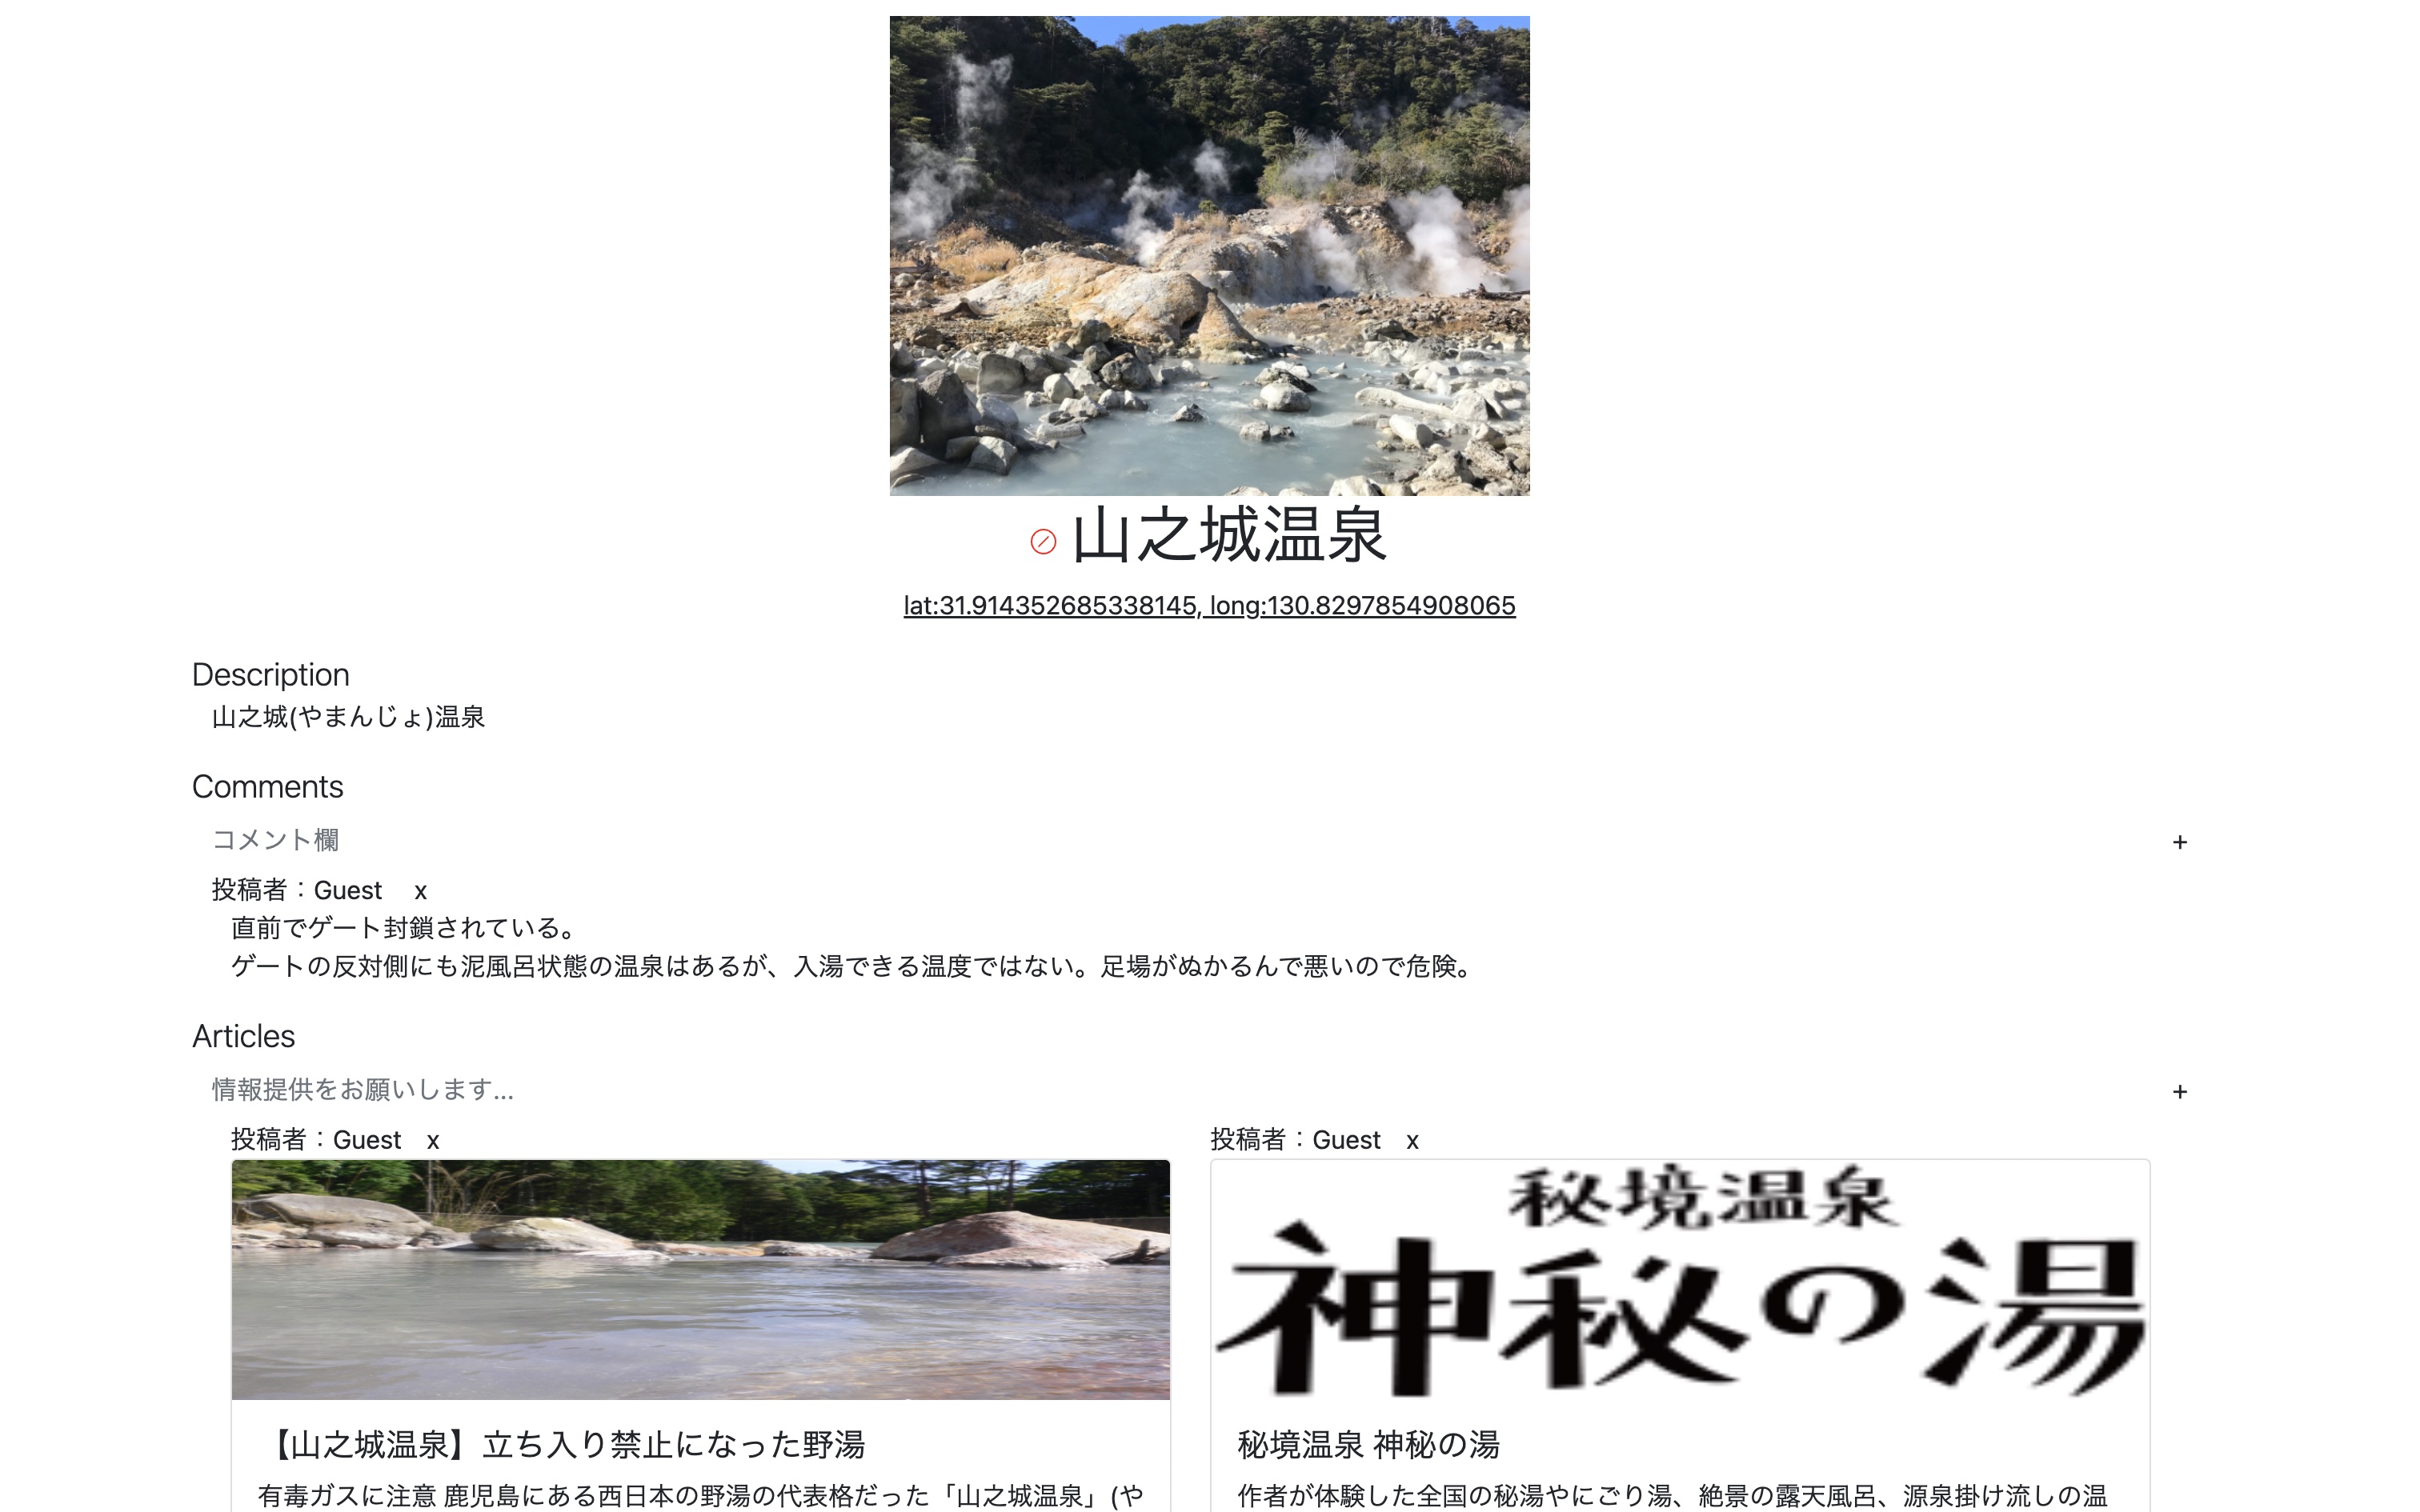 山之城温泉
lat:31.914352685338145, long:130.8297854908065
Description
山之城(やまんじょ)温泉
Comments
コメント欄
+
投稿者：Guest x
直前でゲート封鎖されている。
ゲートの反対側にも泥風呂状態の温泉はあるが、入湯できる温度ではない。足場がぬかるんで悪いので危険。
Articles
情報提供をお願いします...
+
投稿者：Guest x
【山之城温泉】立ち入り禁止になった野湯
有毒ガスに注意 鹿児島にある西日本の野湯の代表格だった「山之城温泉」(や
投稿者：Guest x
秘境温泉
神秘の湯
秘境温泉 神秘の湯
作者が体験した全国の秘湯やにごり湯、絶景の露天風呂、源泉掛け流しの温